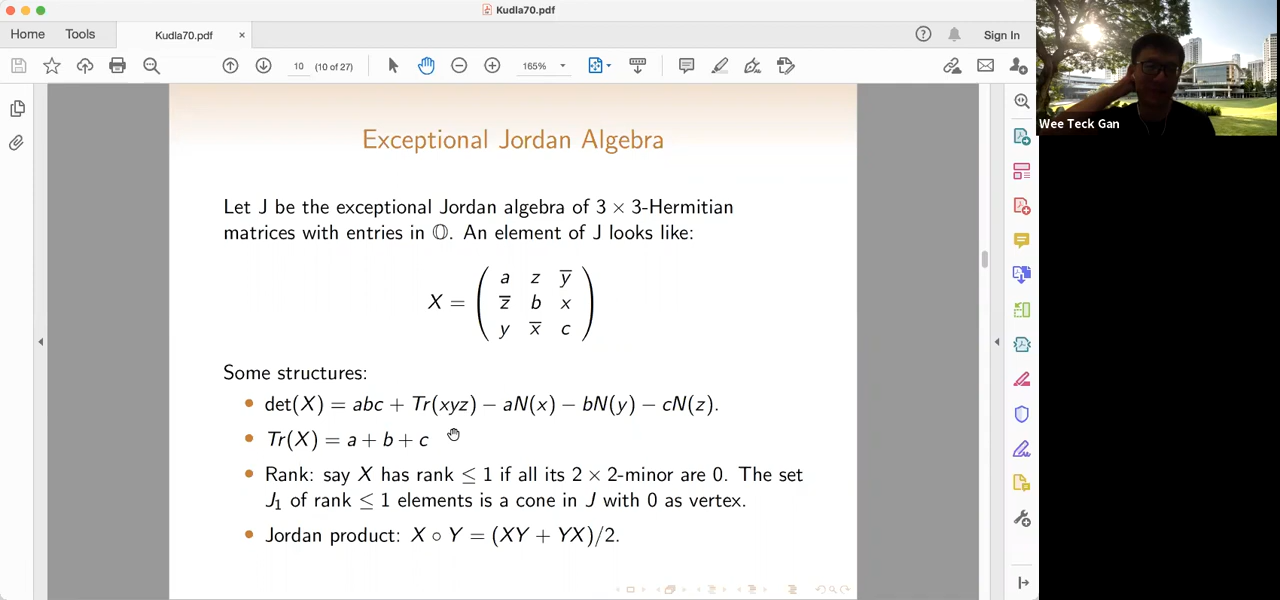 Kudla70.pdf
Home Tools Kudla70.pdf × Sign In
10 (10 of 27) 165%
Wee Teck Gan
Exceptional Jordan Algebra
Let J be the exceptional Jordan algebra of 3 × 3-Hermitian
matrices with entries in 𝕆. An element of J looks like:
a z y̅
X = z̅ b x
y x̅ c
Some structures:
• det(X) = abc + Tr(xyz) − aN(x) − bN(y) − cN(z).
• Tr(X) = a + b + c
• Rank: say X has rank ≤ 1 if all its 2 × 2-minor are 0. The set
J₁ of rank ≤ 1 elements is a cone in J with 0 as vertex.
• Jordan product: X ∘ Y = (XY + YX)/2.